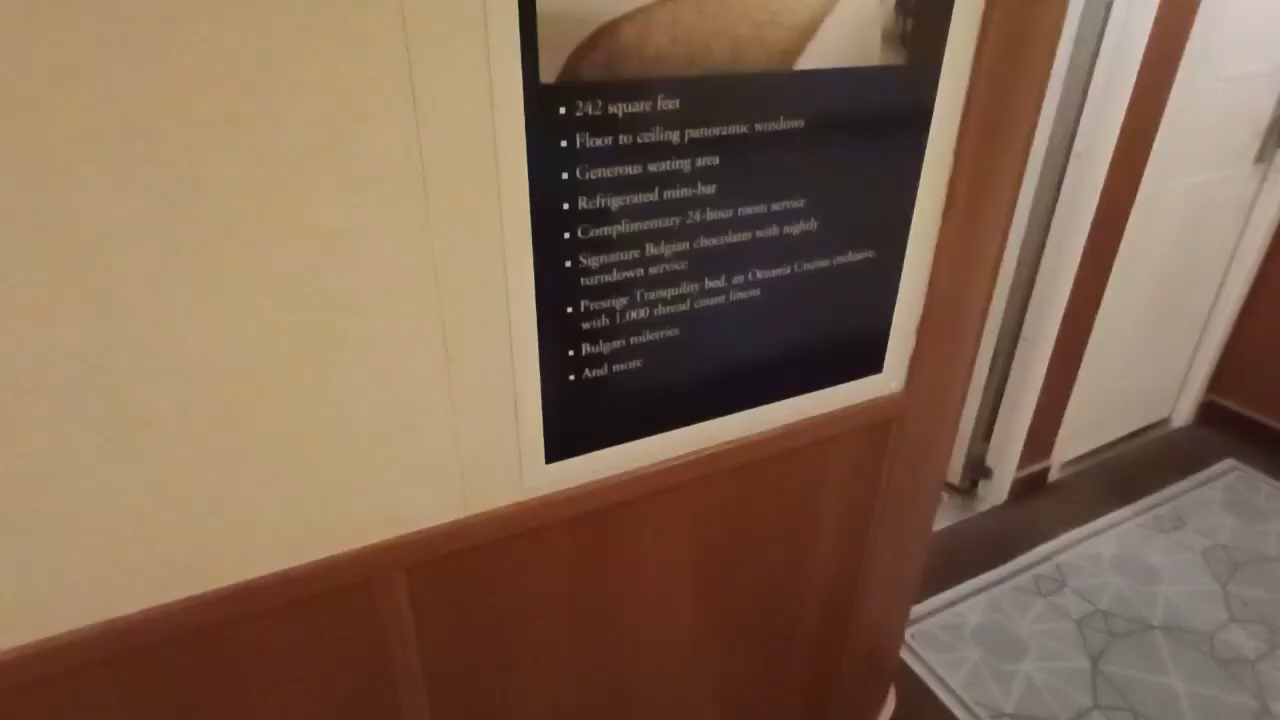 ▪ 242 square feet
▪ Floor to ceiling panoramic windows
▪ Generous seating area
▪ Refrigerated mini-bar
▪ Complimentary 24-hour room service
▪ Signature Belgian chocolates with nightly
turndown service
▪ Prestige Tranquility bed, an Oceania Cruises exclusive,
with 1,000 thread count linens
▪ Bulgari toiletries
▪ And more